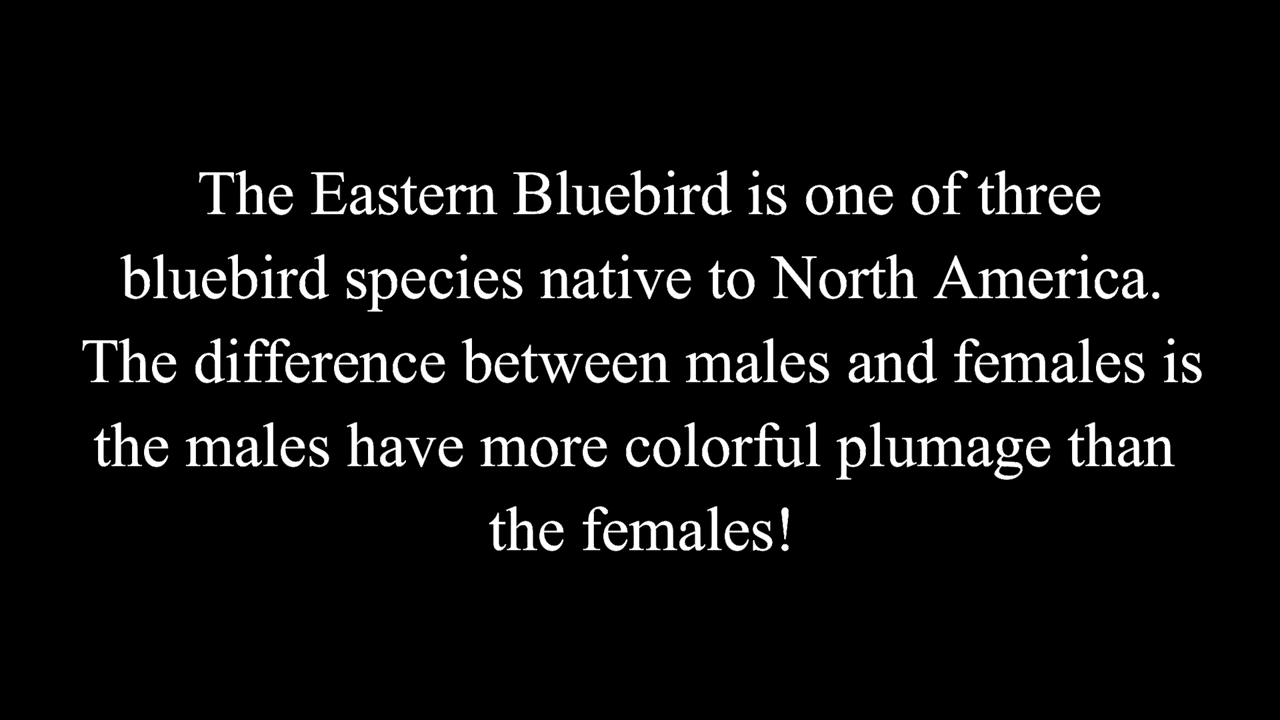 The Eastern Bluebird is one of three
bluebird species native to North America.
The difference between males and females is
the males have more colorful plumage than
the females!